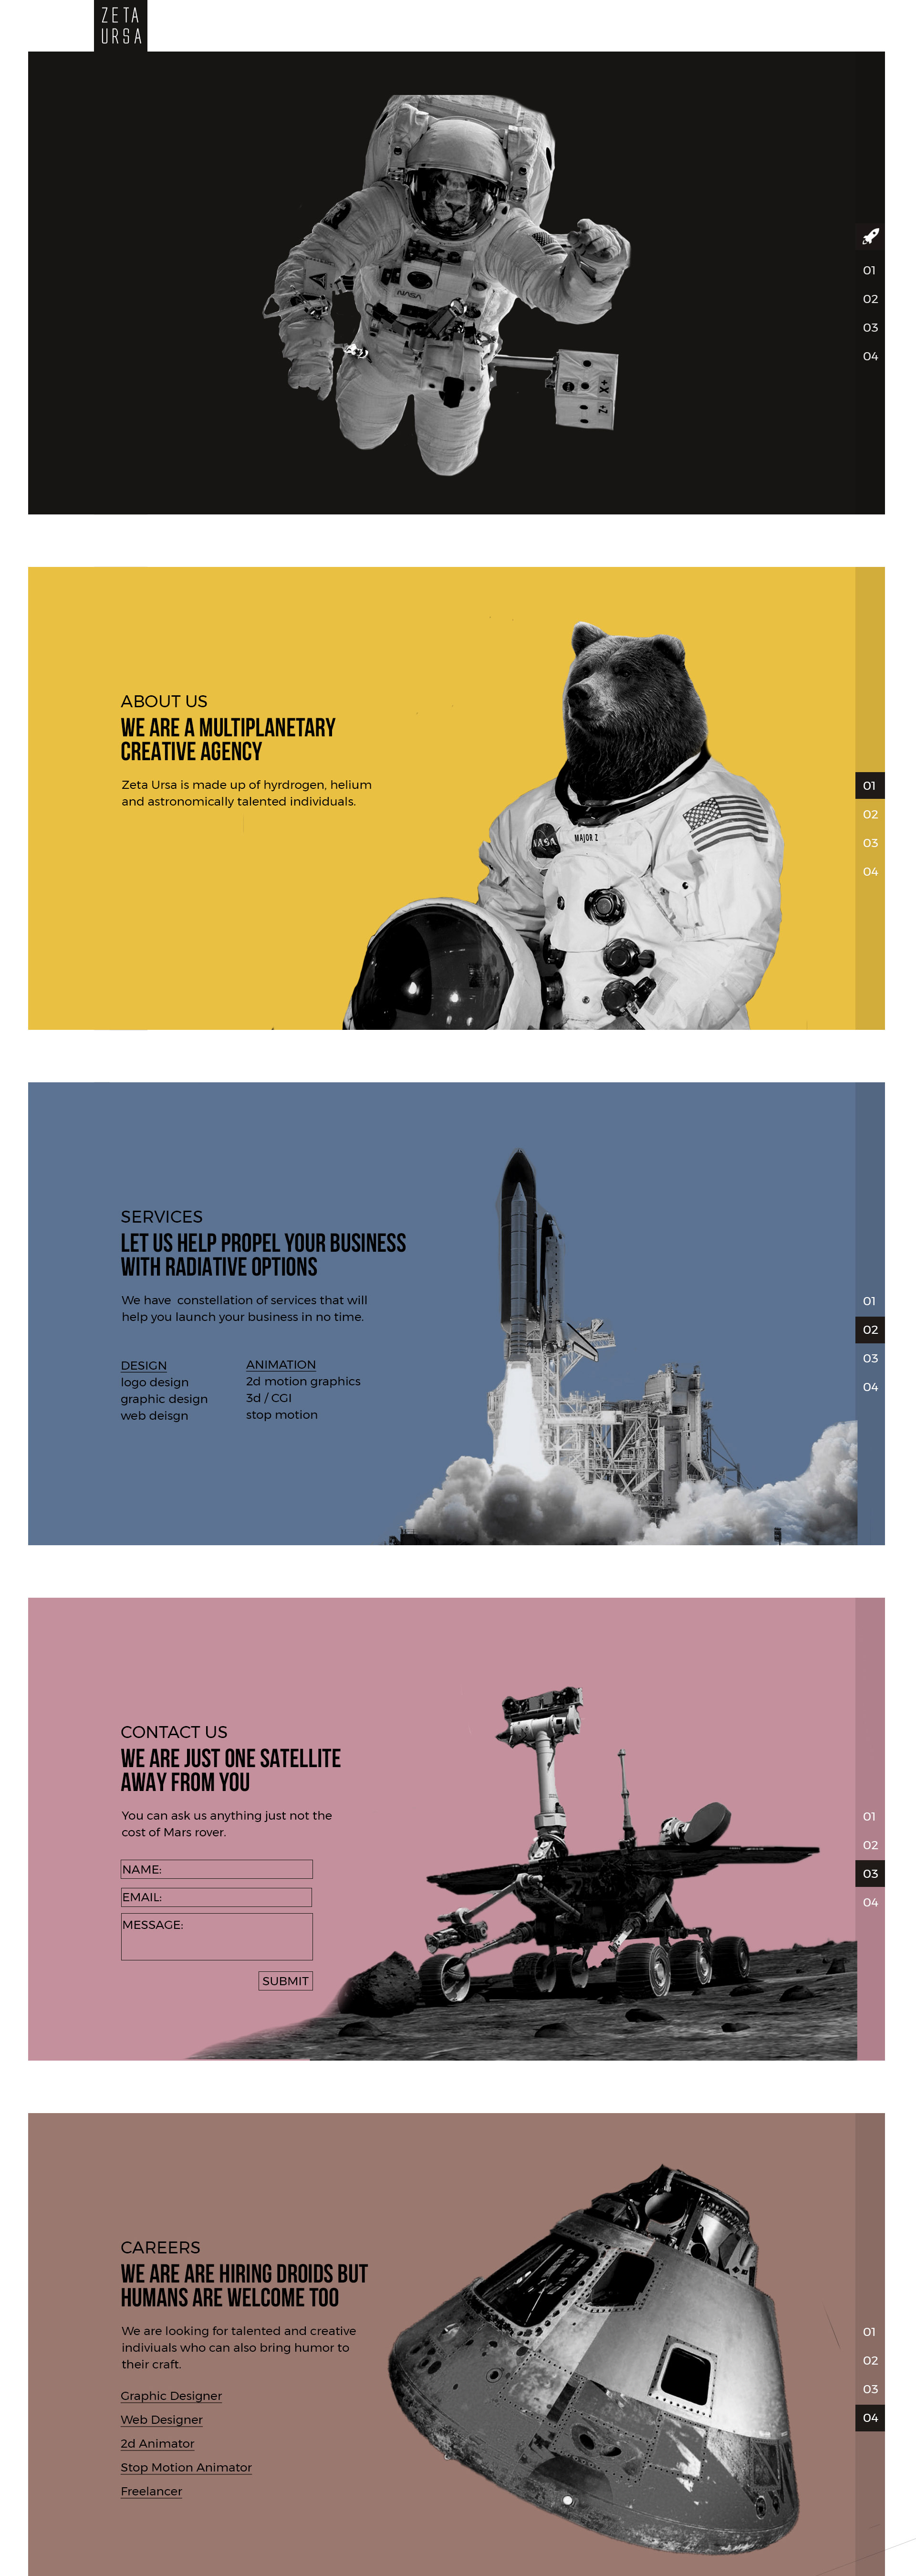 ZETA
URSA
NASA
X+
Z+
01
02
03
04
ABOUT US
WE ARE A MULTIPLANETARY
CREATIVE AGENCY
Zeta Ursa is made up of hyrdrogen, helium
and astronomically talented individuals.
NASA
MAJOR Z
01
02
03
04
SERVICES
LET US HELP PROPEL YOUR BUSINESS
WITH RADIATIVE OPTIONS
We have constellation of services that will
help you launch your business in no time.
DESIGN
logo design
graphic design
web deisgn
ANIMATION
2d motion graphics
3d / CGI
stop motion
01
02
03
04
CONTACT US
WE ARE JUST ONE SATELLITE
AWAY FROM YOU
You can ask us anything just not the
cost of Mars rover.
NAME:
EMAIL:
MESSAGE:
SUBMIT
01
02
03
04
CAREERS
WE ARE ARE HIRING DROIDS BUT
HUMANS ARE WELCOME TOO
We are looking for talented and creative
indiviuals who can also bring humor to
their craft.
Graphic Designer
Web Designer
2d Animator
Stop Motion Animator
Freelancer
01
02
03
04